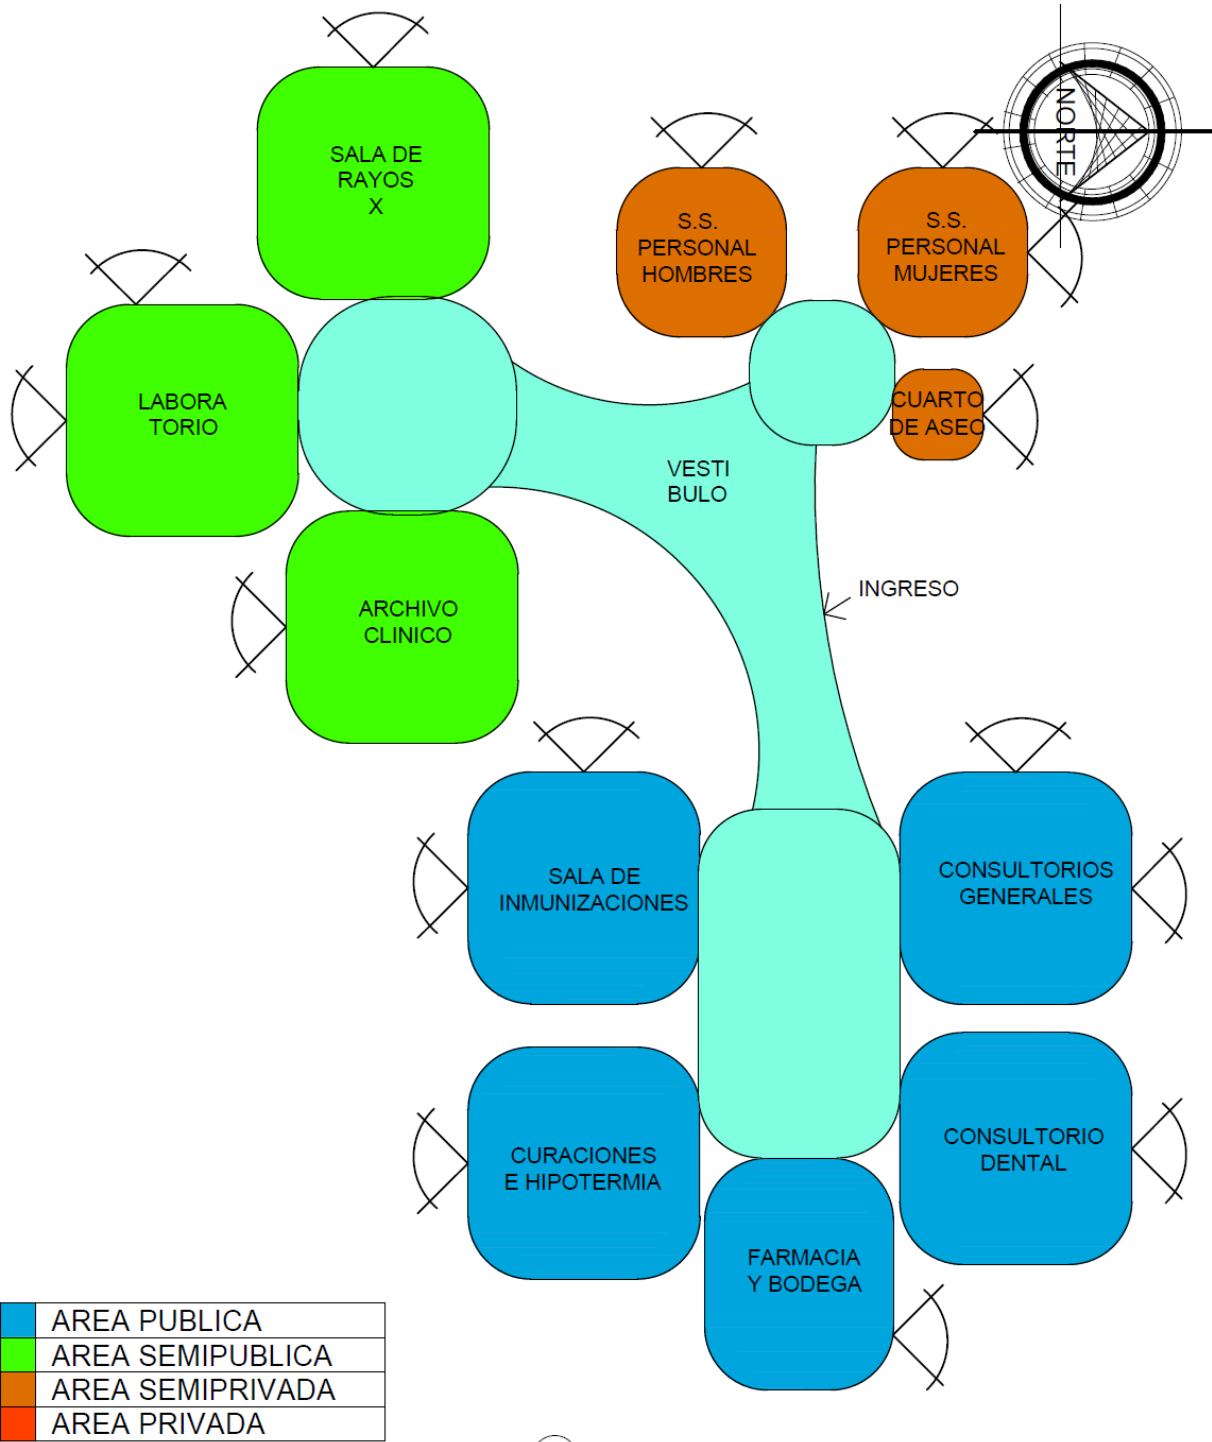 SALA DE
RAYOS
X
NORTE
S.S.
PERSONAL
HOMBRES
S.S.
PERSONAL
MUJERES
LABORA
TORIO
CUARTO
DE ASEO
VESTI
BULO
INGRESO
ARCHIVO
CLINICO
SALA DE
INMUNIZACIONES
CONSULTORIOS
GENERALES
CURACIONES
E HIPOTERMIA
CONSULTORIO
DENTAL
FARMACIA
Y BODEGA
AREA PUBLICA
AREA SEMIPUBLICA
AREA SEMIPRIVADA
AREA PRIVADA